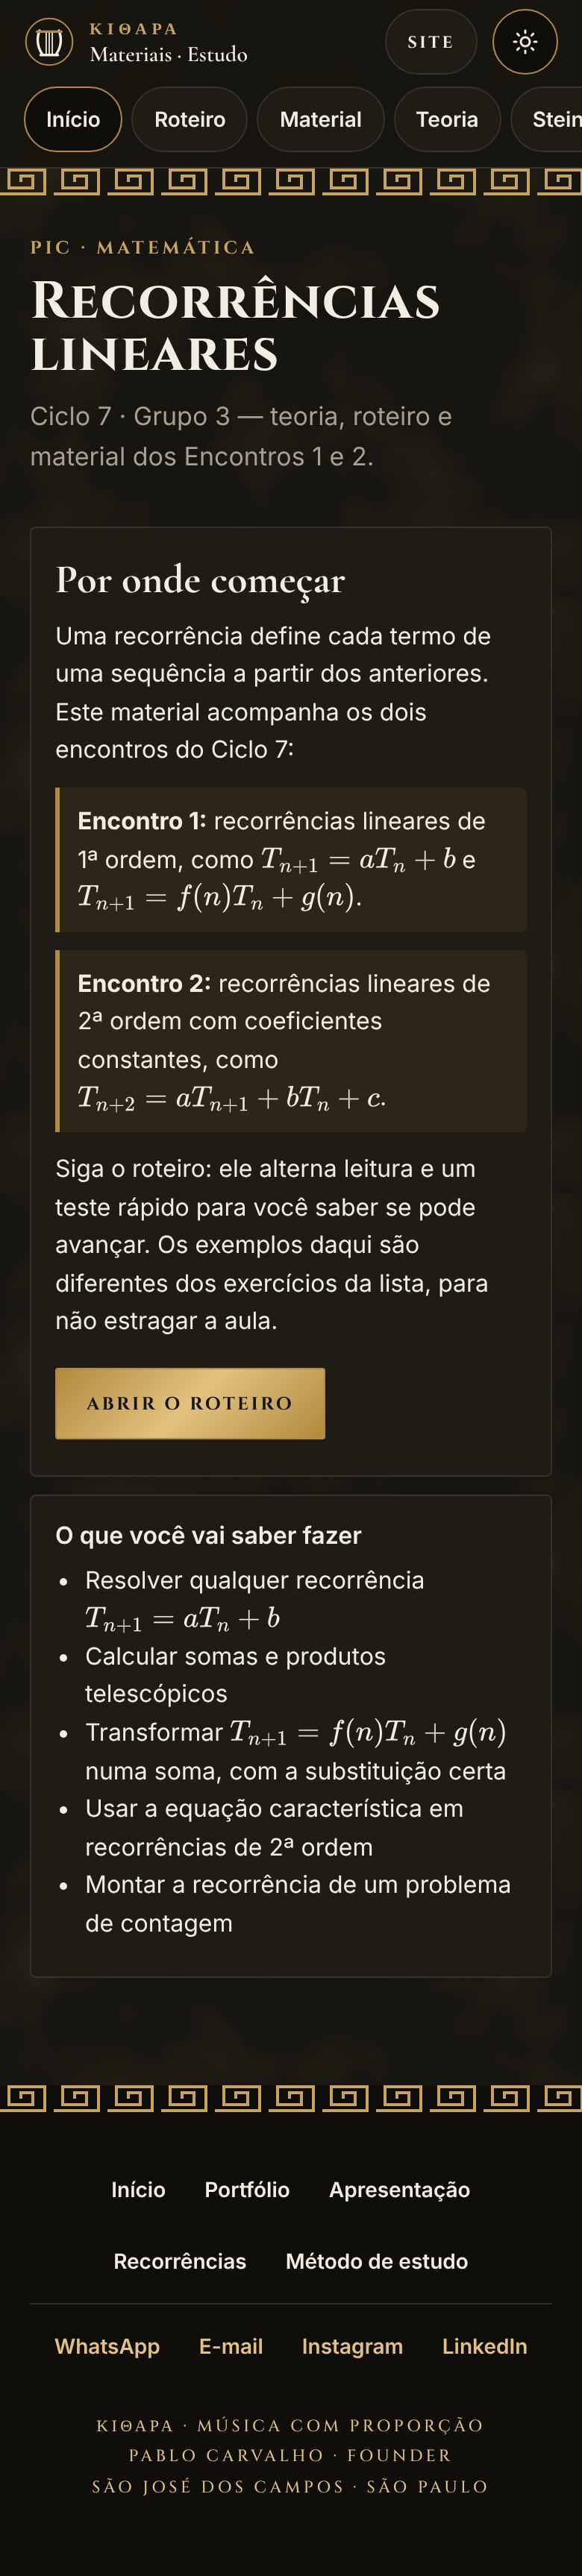 ΚΙΘΑΡΑ
Materiais · Estudo
SITE
Início
Roteiro
Material
Teoria
Stein
PIC · MATEMÁTICA
RECORRÊNCIAS
LINEARES
Ciclo 7 · Grupo 3 — teoria, roteiro e
material dos Encontros 1 e 2.
Por onde começar
Uma recorrência define cada termo de
uma sequência a partir dos anteriores.
Este material acompanha os dois
encontros do Ciclo 7:
Encontro 1: recorrências lineares de
1ª ordem, como T_{n+1} = aT_n + b e
T_{n+1} = f(n)T_n + g(n).
Encontro 2: recorrências lineares de
2ª ordem com coeficientes
constantes, como
T_{n+2} = aT_{n+1} + bT_n + c.
Siga o roteiro: ele alterna leitura e um
teste rápido para você saber se pode
avançar. Os exemplos daqui são
diferentes dos exercícios da lista, para
não estragar a aula.
ABRIR O ROTEIRO
O que você vai saber fazer
• Resolver qualquer recorrência
T_{n+1} = aT_n + b
• Calcular somas e produtos
telescópicos
• Transformar T_{n+1} = f(n)T_n + g(n)
numa soma, com a substituição certa
• Usar a equação característica em
recorrências de 2ª ordem
• Montar a recorrência de um problema
de contagem
Início Portfólio Apresentação
Recorrências Método de estudo
WhatsApp E-mail Instagram LinkedIn
ΚΙΘΑΡΑ · MÚSICA COM PROPORÇÃO
PABLO CARVALHO · FOUNDER
SÃO JOSÉ DOS CAMPOS · SÃO PAULO